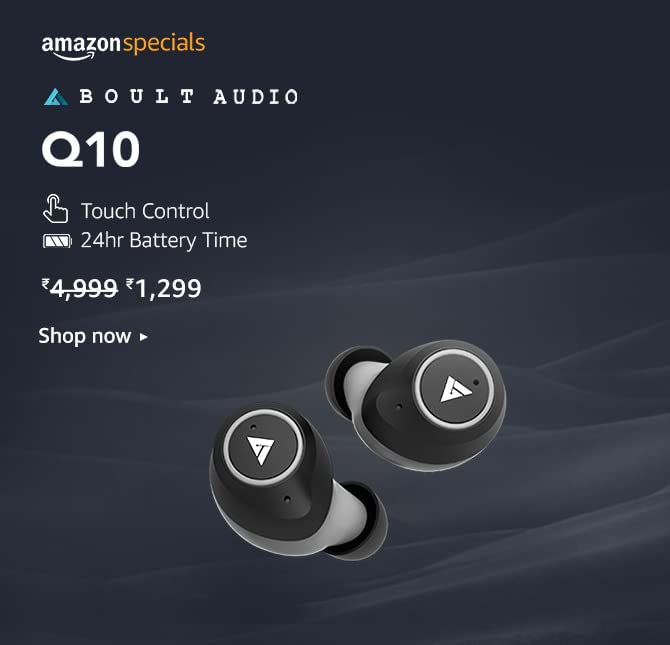 amazonspecials
BOULT AUDIO
Q10
Touch Control
24hr Battery Time
₹4,999 ₹1,299
Shop now ▸